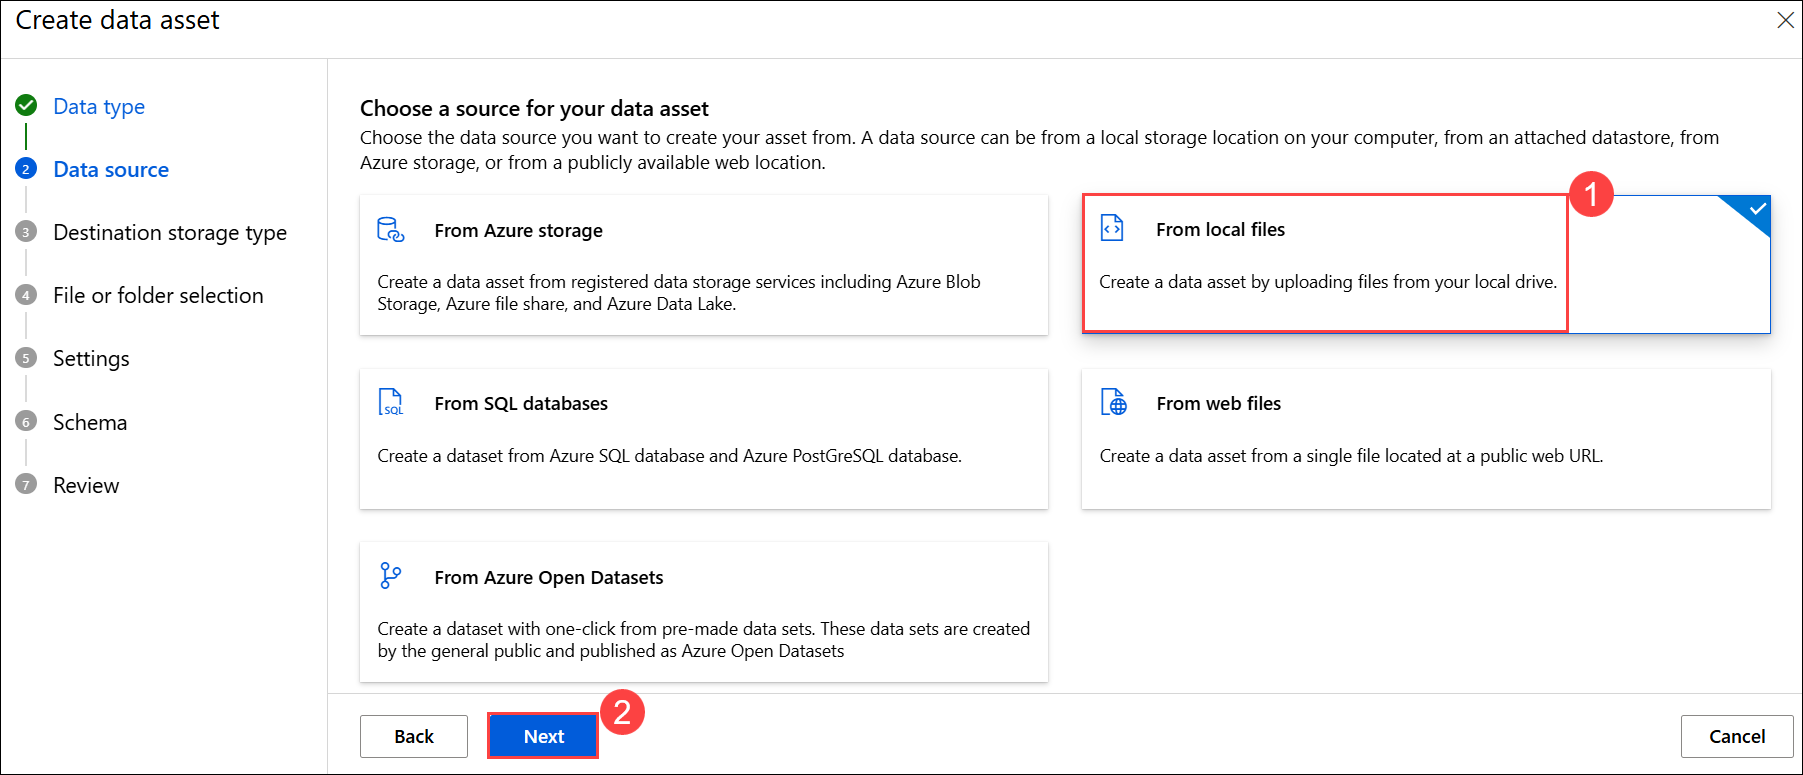 Create data asset
Data type
2
Data source
3
Destination storage type
4
File or folder selection
5
Settings
6
Schema
7
Review
Choose a source for your data asset
Choose the data source you want to create your asset from. A data source can be from a local storage location on your computer, from an attached datastore, from
Azure storage, or from a publicly available web location.
From Azure storage
Create a data asset from registered data storage services including Azure Blob
Storage, Azure file share, and Azure Data Lake.
1
From local files
Create a data asset by uploading files from your local drive.
SQL
From SQL databases
Create a dataset from Azure SQL database and Azure PostGreSQL database.
From web files
Create a data asset from a single file located at a public web URL.
From Azure Open Datasets
Create a dataset with one-click from pre-made data sets. These data sets are created
by the general public and published as Azure Open Datasets
Back
Next
2
Cancel